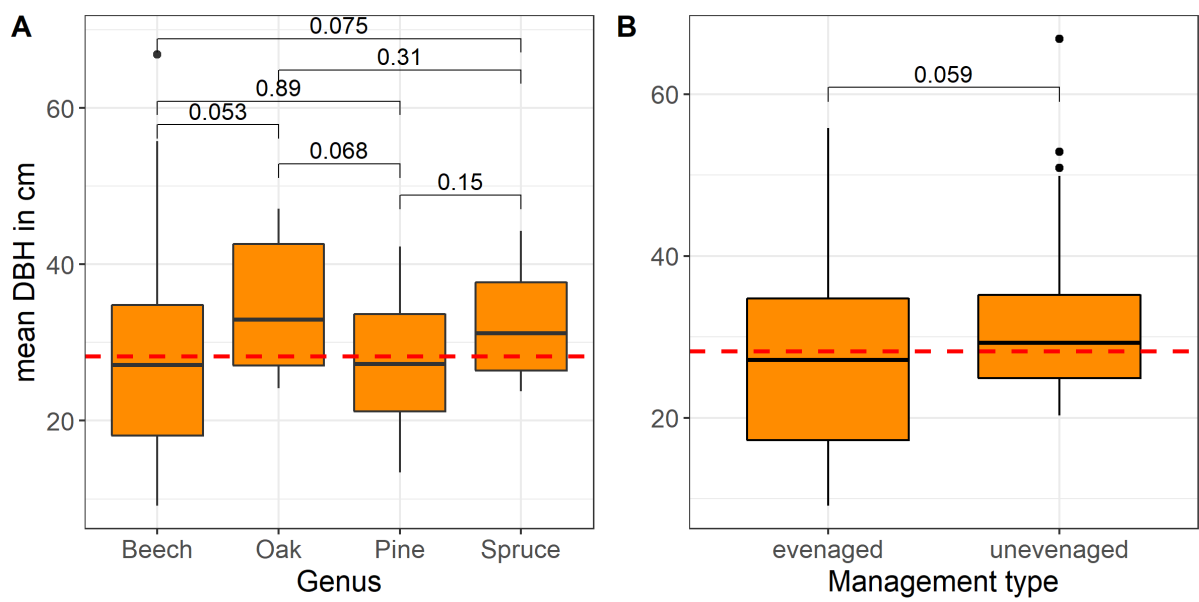 A
mean DBH in cm
60
40
20
0.075
0.31
0.89
0.053
0.068
0.15
Beech Oak Pine Spruce
Genus
B
60
40
20
0.059
evenaged unevenaged
Management type